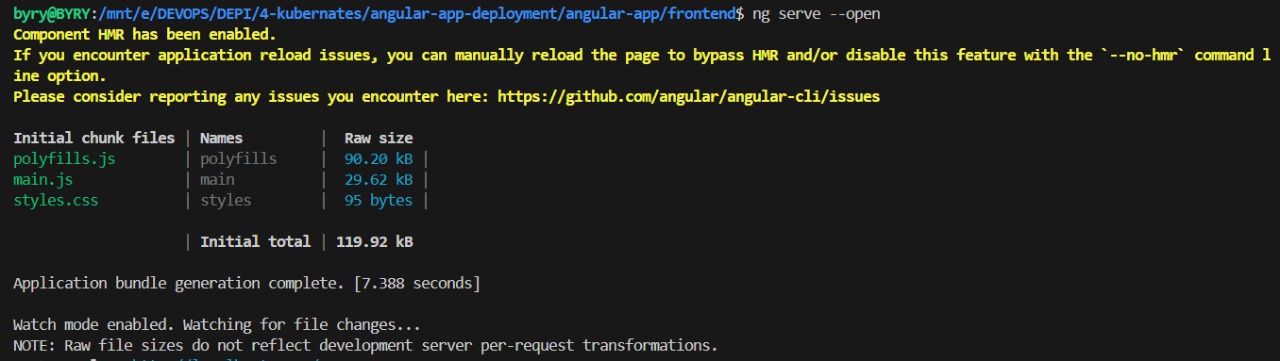 byry@BYRY:/mnt/e/DEVOPS/DEPI/4-kubernates/angular-app-deployment/angular-app/frontend$ ng serve --open
Component HMR has been enabled.
If you encounter application reload issues, you can manually reload the page to bypass HMR and/or disable this feature with the `--no-hmr` command l
ine option.
Please consider reporting any issues you encounter here: https://github.com/angular/angular-cli/issues
Initial chunk files | Names | Raw size
polyfills.js | polyfills | 90.20 kB |
main.js | main | 29.62 kB |
styles.css | styles | 95 bytes |
| Initial total | 119.92 kB
Application bundle generation complete. [7.388 seconds]
Watch mode enabled. Watching for file changes...
NOTE: Raw file sizes do not reflect development server per-request transformations.